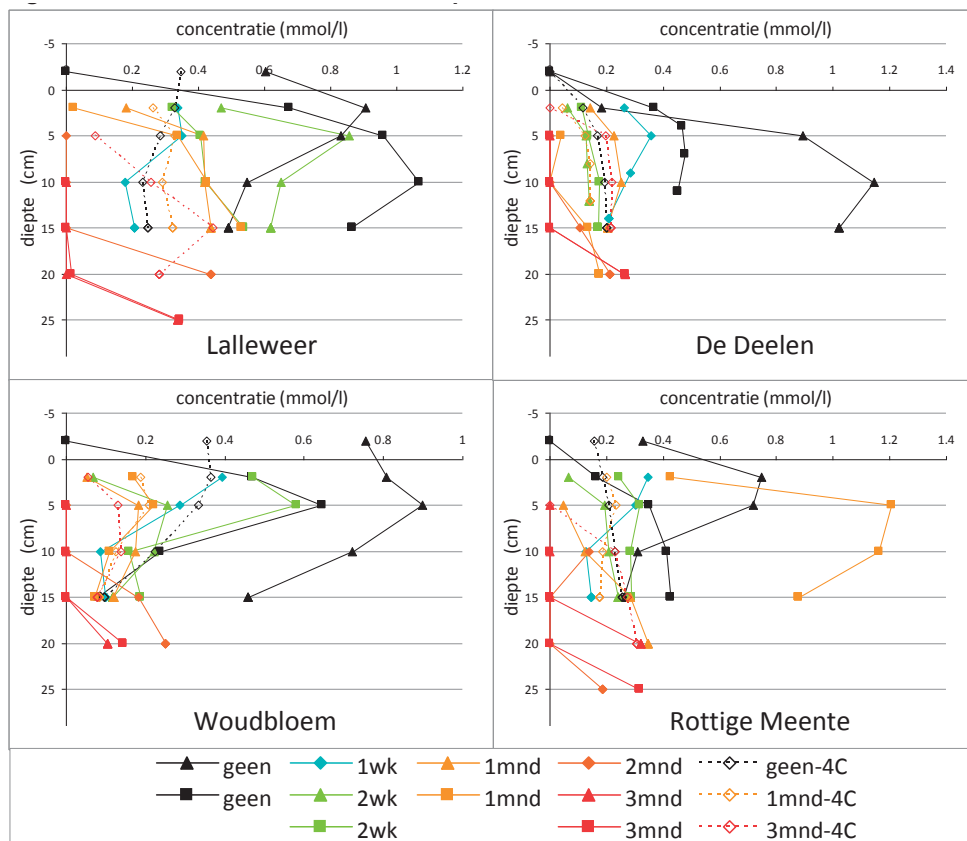 concentratie (mmol/l)
0 0.2 0.4 0.6 0.8 1 1.2
-5
0
5
10
15
20
25
diepte (cm)
Lalleweer
concentratie (mmol/l)
0 0.2 0.4 0.6 0.8 1 1.2 1.4
-5
0
5
10
15
20
25
diepte (cm)
De Deelen
concentratie (mmol/l)
0 0.2 0.4 0.6 0.8 1
-5
0
5
10
15
20
25
diepte (cm)
Woudbloem
concentratie (mmol/l)
0 0.2 0.4 0.6 0.8 1 1.2 1.4
-5
0
5
10
15
20
25
diepte (cm)
Rottige Meente
geen 1wk 1mnd 2mnd geen-4C
geen 2wk 1mnd 3mnd 1mnd-4C
2wk 3mnd 3mnd-4C